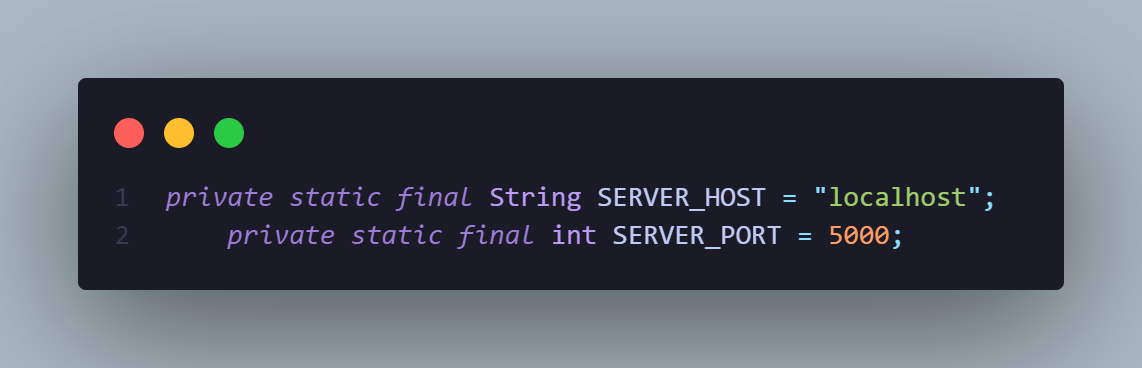 1 private static final String SERVER_HOST = "localhost";
2     private static final int SERVER_PORT = 5000;